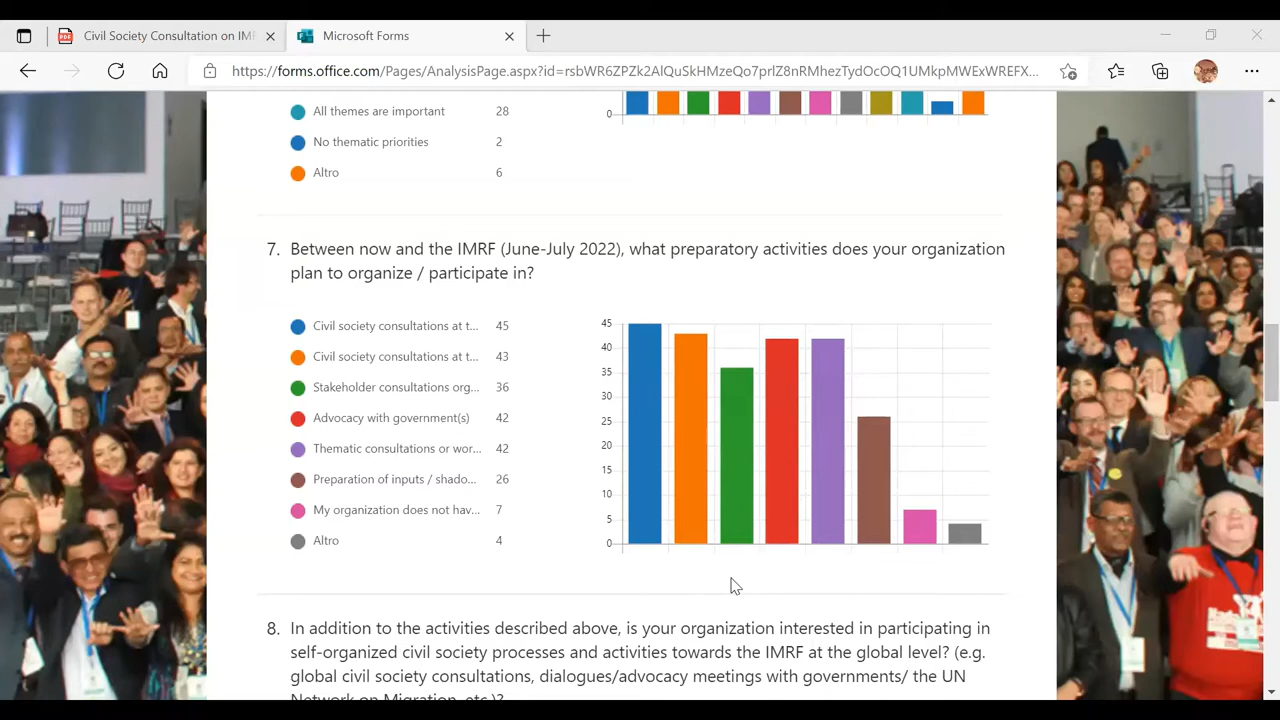 Civil Society Consultation on IMF
Microsoft Forms
https://forms.office.com/Pages/AnalysisPage.aspx?id=rsbWR6ZPZk2AlQuSkHMzeQo7prlZ8nRMhezTydOcOQ1UMkpMWExWREFX...
All themes are important 28
No thematic priorities 2
Altro 6
0
7. Between now and the IMRF (June-July 2022), what preparatory activities does your organization
plan to organize / participate in?
Civil society consultations at t... 45
Civil society consultations at t... 43
Stakeholder consultations org... 36
Advocacy with government(s) 42
Thematic consultations or wor... 42
Preparation of inputs / shado... 26
My organization does not hav... 7
Altro 4
45
40
35
30
25
20
15
10
5
0
8. In addition to the activities described above, is your organization interested in participating in
self-organized civil society processes and activities towards the IMRF at the global level? (e.g.
global civil society consultations, dialogues/advocacy meetings with governments/ the UN
Network on Migration, etc.)?